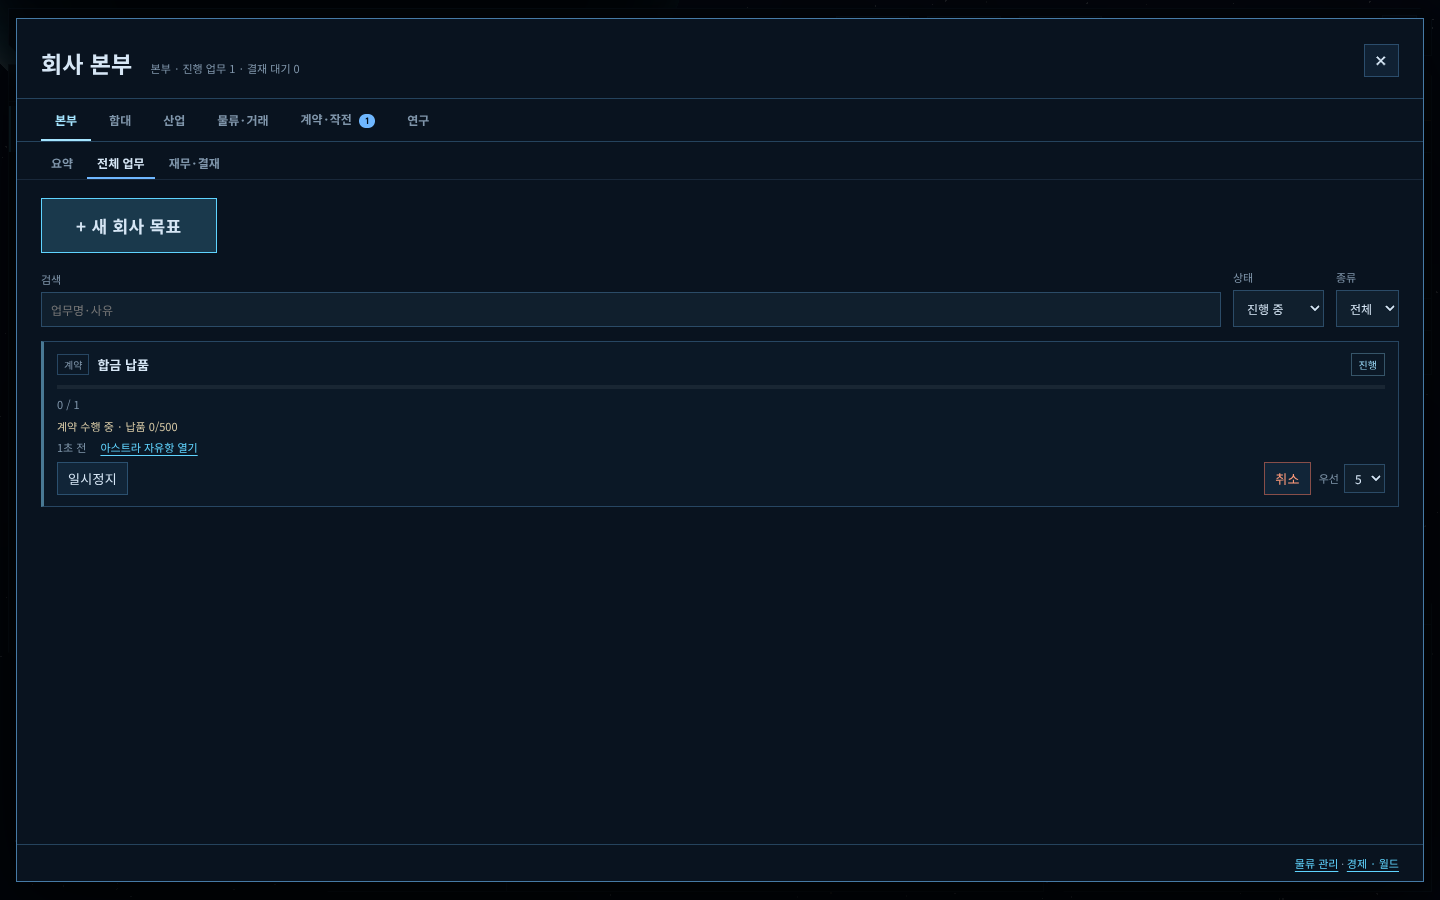 회사 본부 본부 · 진행 업무 1 · 결재 대기 0 ×
본부 함대 산업 물류·거래 계약·작전 1 연구
요약 전체 업무 재무·결재
+ 새 회사 목표
검색 상태 종류
업무명·사유 진행 중 전체
계약 합금 납품 진행
0 / 1
계약 수행 중 · 납품 0/500
1초 전 아스트라 자유항 열기
일시정지 취소 우선 5
물류 관리 · 경제 · 월드